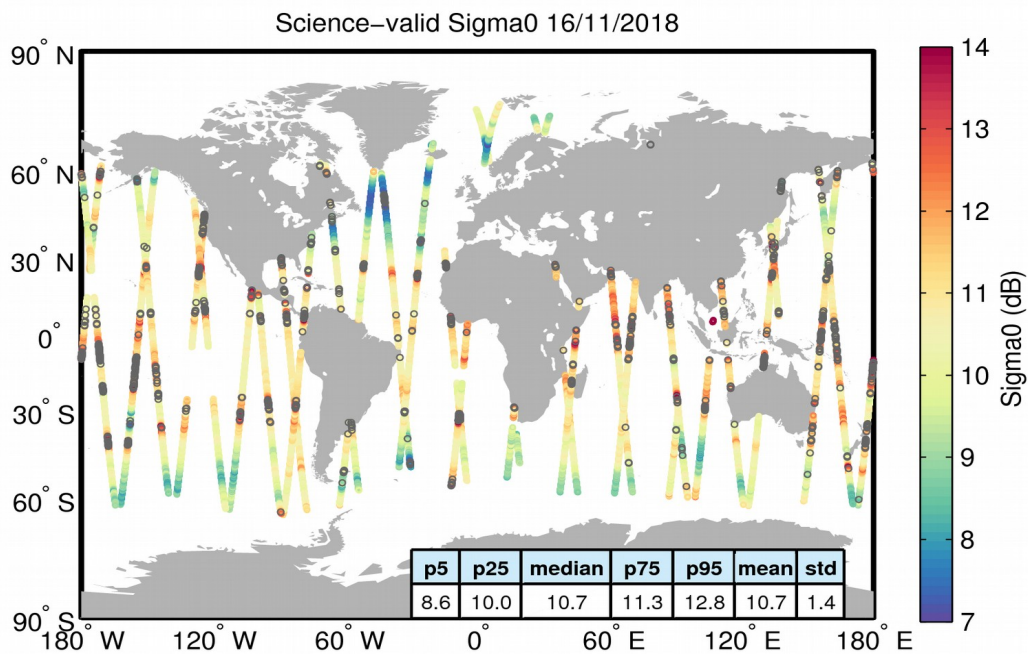 Science−valid Sigma0 16/11/2018
90° N
60° N
30° N
0°
30° S
60° S
90° S
180° W
120° W
60° W
0°
60° E
120° E
180° E
p5 p25 median p75 p95 mean std
8.6 10.0 10.7 11.3 12.8 10.7 1.4
14
13
12
11
10
9
8
7
Sigma0 (dB)